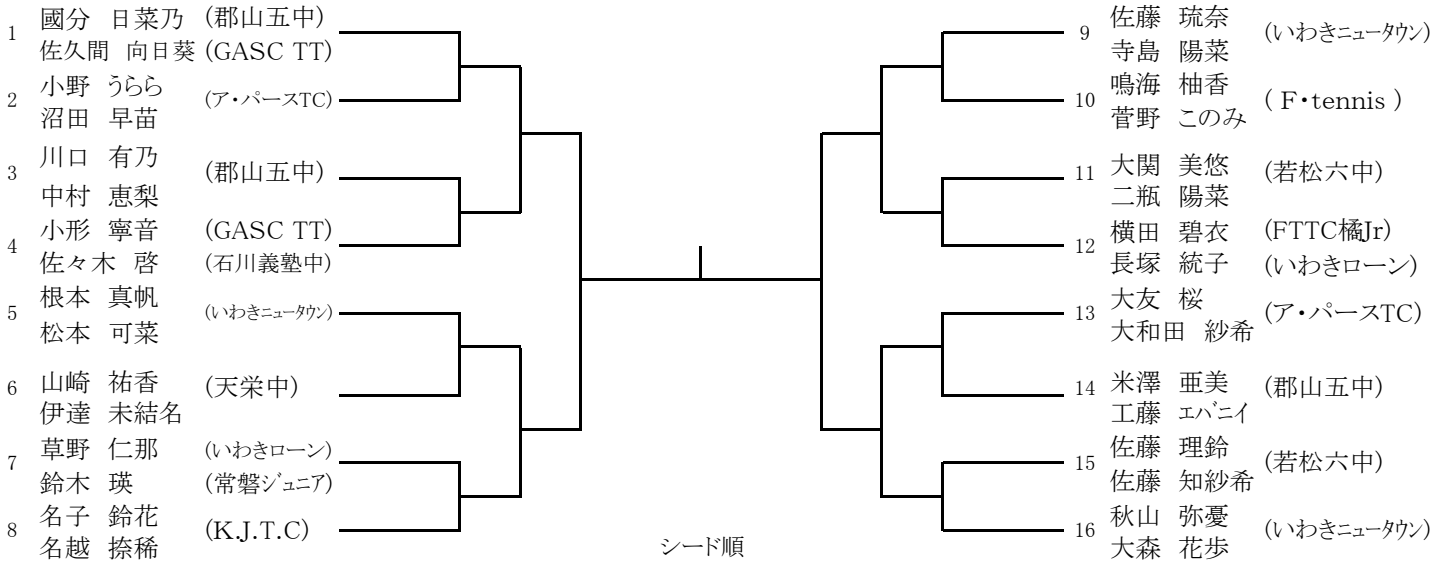 1 國分 日菜乃 (郡山五中)
佐久間 向日葵 (GASC TT)
2 小野 うらら (ア・パースTC)
沼田 早苗
3 川口 有乃 (郡山五中)
中村 恵梨
4 小形 寧音 (GASC TT)
佐々木 啓 (石川義塾中)
5 根本 真帆 (いわきニュータウン)
松本 可菜
6 山崎 祐香 (天栄中)
伊達 未結名
7 草野 仁那 (いわきローン)
鈴木 瑛 (常磐ジュニア)
8 名子 鈴花 (K.J.T.C)
名越 捺稀
シード順
9 佐藤 琉奈 (いわきニュータウン)
寺島 陽菜
10 鳴海 柚香 ( F・tennis )
菅野 このみ
11 大関 美悠 (若松六中)
二瓶 陽菜
12 横田 碧衣 (FTTC橘Jr)
長塚 統子 (いわきローン)
13 大友 桜 (ア・パースTC)
大和田 紗希
14 米澤 亜美 (郡山五中)
工藤 エバニイ
15 佐藤 理鈴 (若松六中)
佐藤 知紗希
16 秋山 弥憂 (いわきニュータウン)
大森 花歩